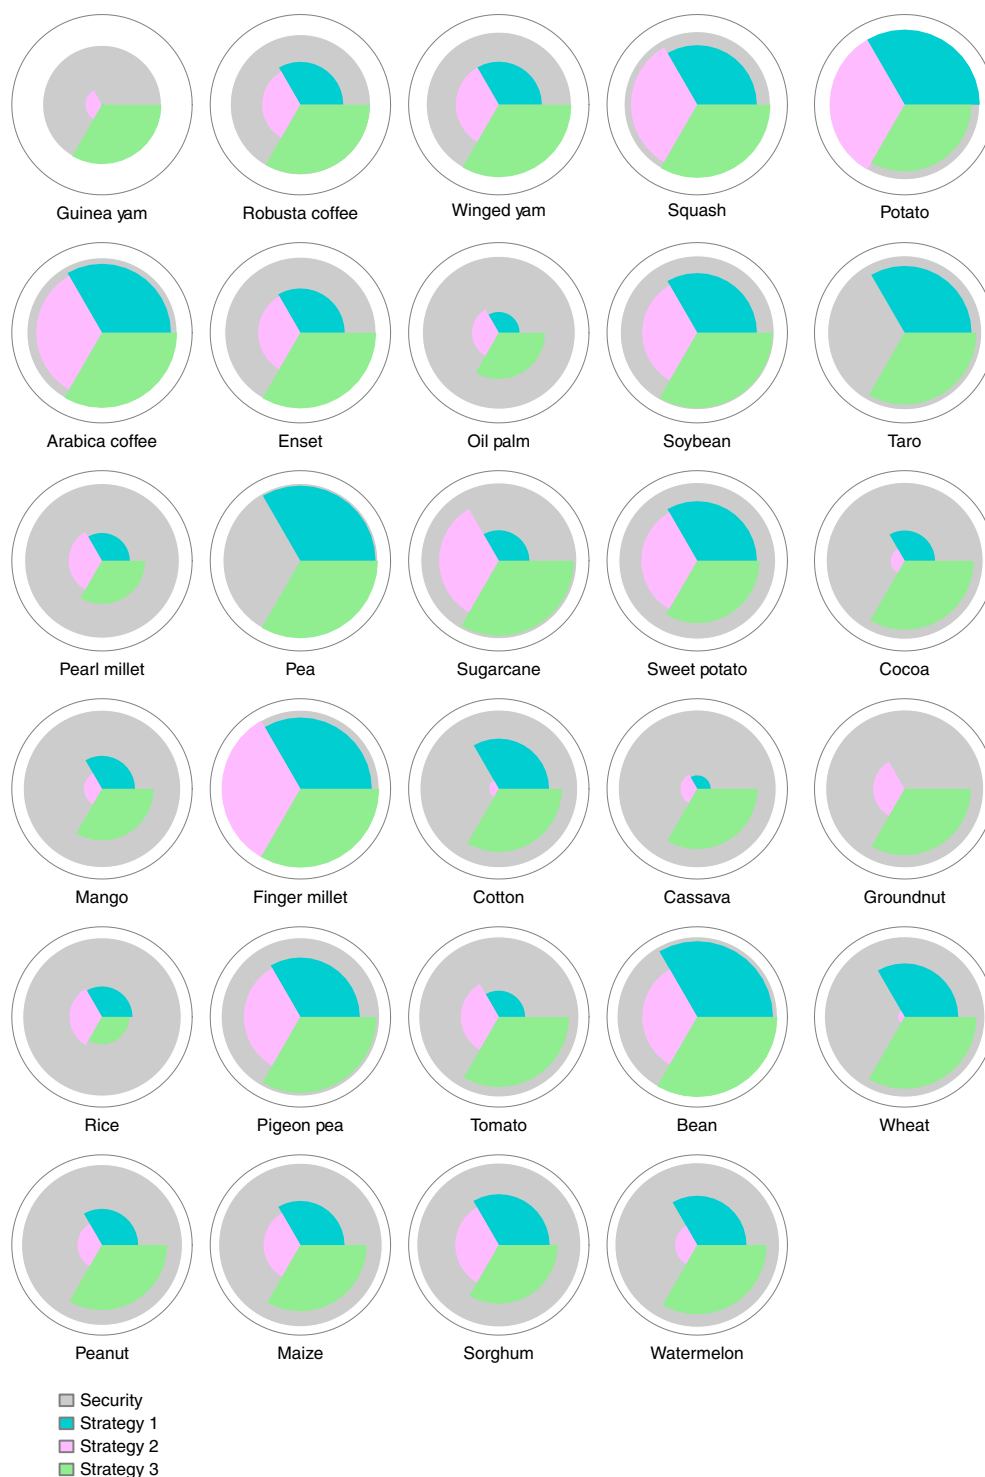 Guinea yam
Robusta coffee
Winged yam
Squash
Potato
Arabica coffee
Enset
Oil palm
Soybean
Taro
Pearl millet
Pea
Sugarcane
Sweet potato
Cocoa
Mango
Finger millet
Cotton
Cassava
Groundnut
Rice
Pigeon pea
Tomato
Bean
Wheat
Peanut
Maize
Sorghum
Watermelon
Security
Strategy 1
Strategy 2
Strategy 3